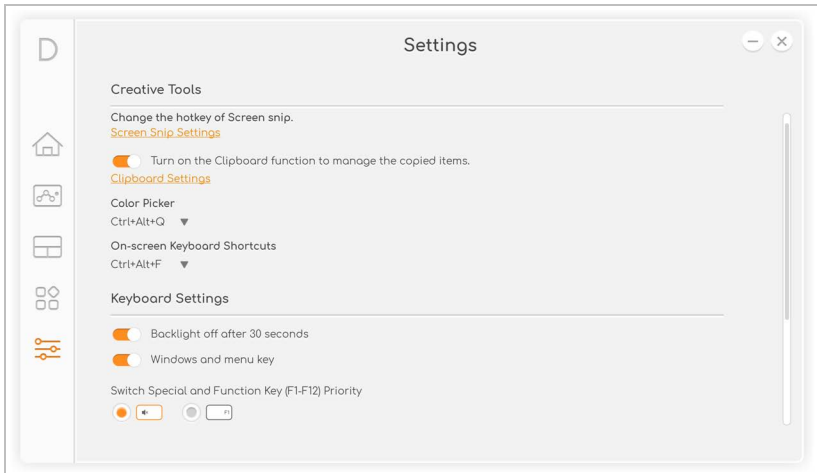 D
Settings
Creative Tools
Change the hotkey of Screen snip.
Screen Snip Settings
Turn on the Clipboard function to manage the copied items.
Clipboard Settings
Color Picker
Ctrl+Alt+Q
On-screen Keyboard Shortcuts
Ctrl+Alt+F
Keyboard Settings
Backlight off after 30 seconds
Windows and menu key
Switch Special and Function Key (F1-F12) Priority
F1